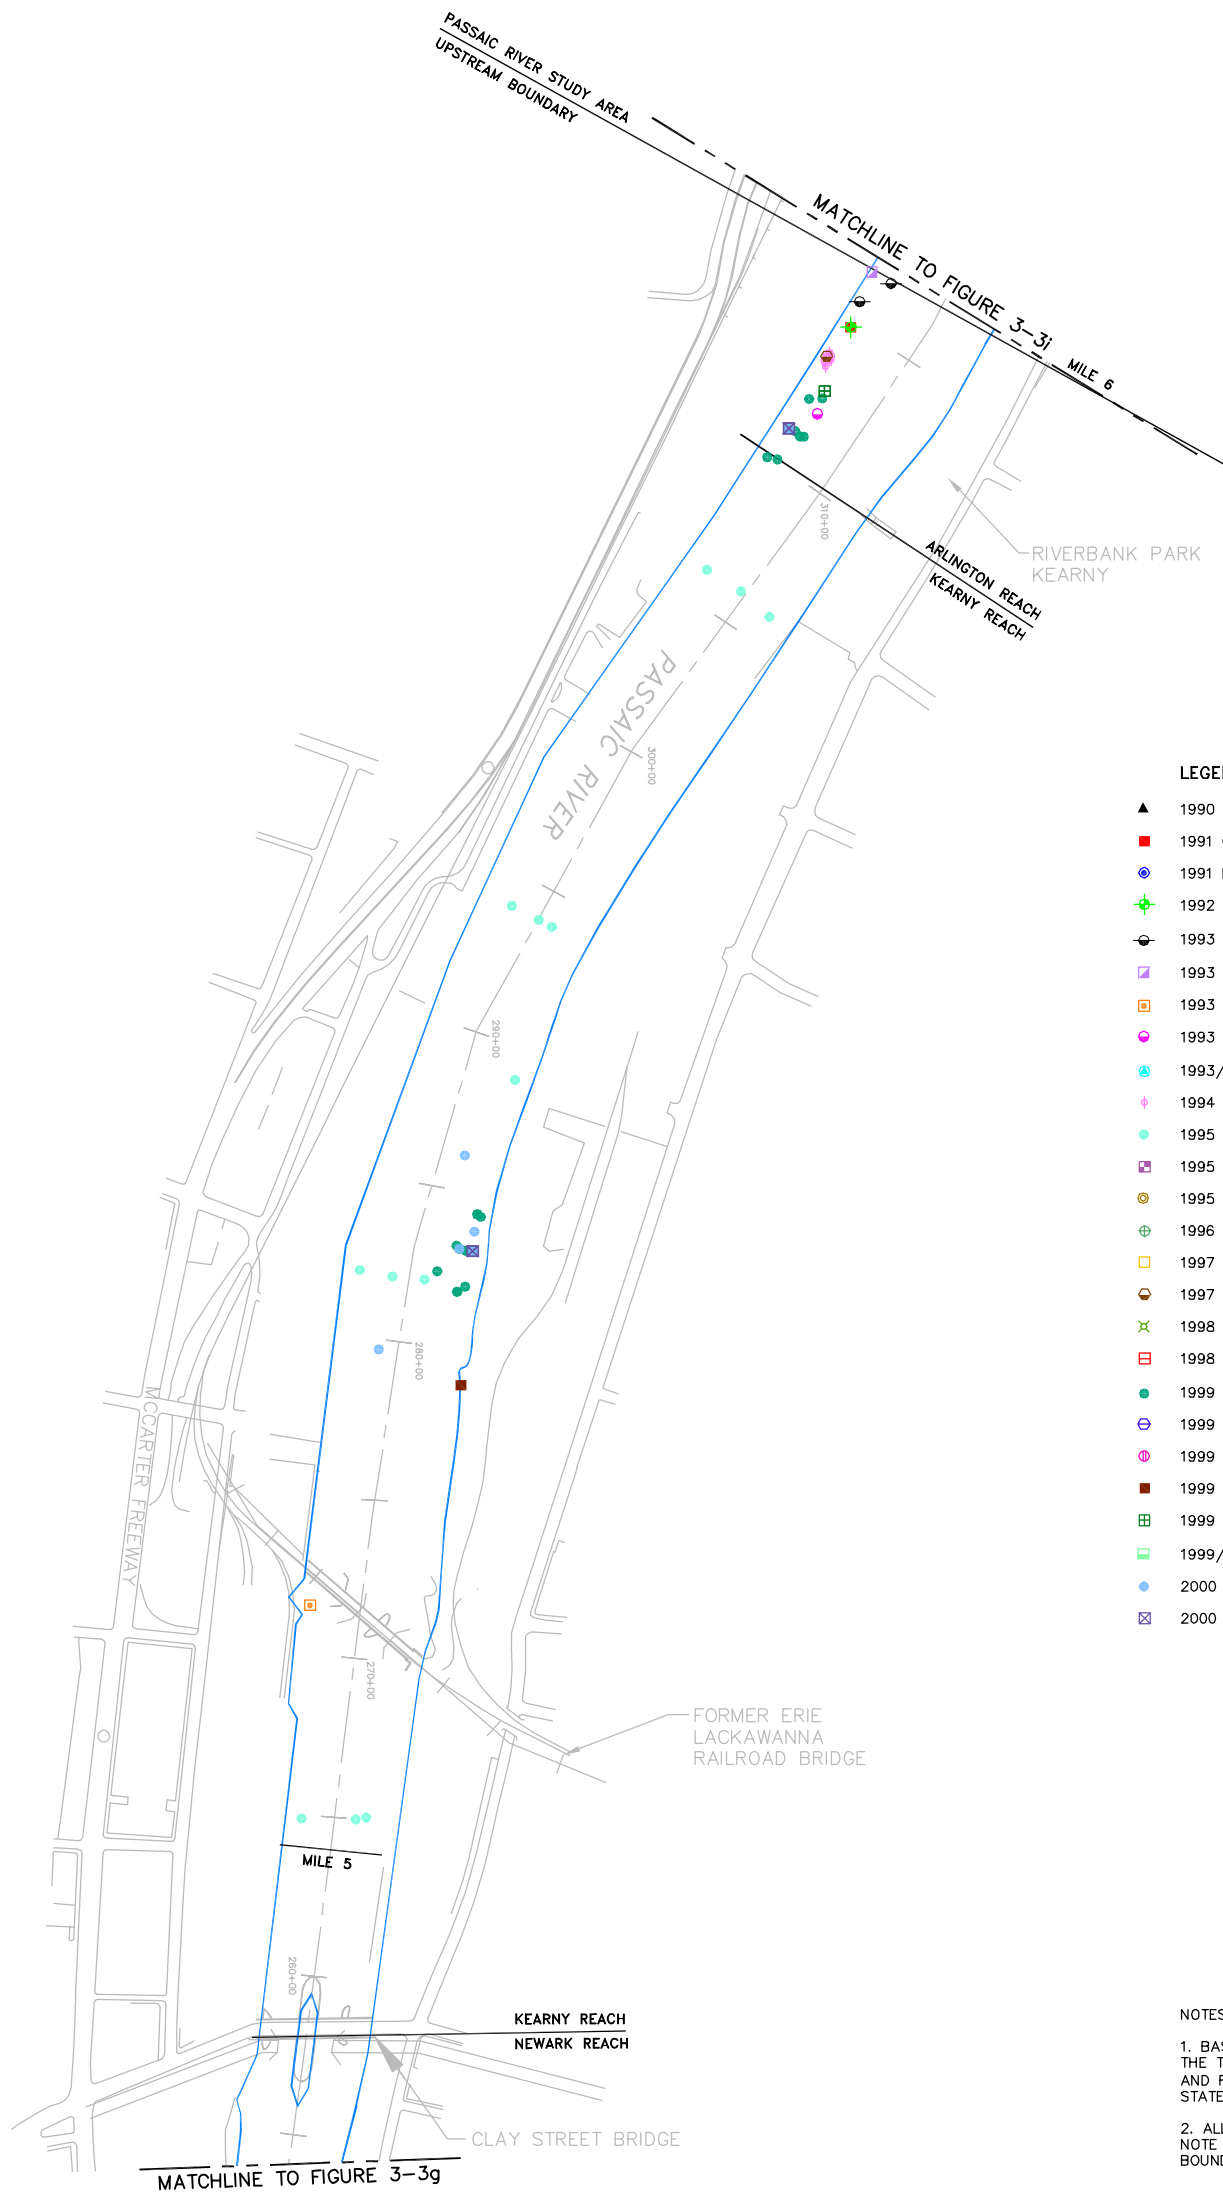 PASSAIC RIVER STUDY AREA
UPSTREAM BOUNDARY
MATCHLINE TO FIGURE 3-3i
MILE 6
310+00
ARLINGTON REACH
KEARNY REACH
RIVERBANK PARK
KEARNY
PASSAIC RIVER
300+00
290+00
280+00
MCCARTER FREEWAY
270+00
FORMER ERIE
LACKAWANNA
RAILROAD BRIDGE
MILE 5
260+00
KEARNY REACH
NEWARK REACH
CLAY STREET BRIDGE
MATCHLINE TO FIGURE 3-3g
1990
1991
1991
1992
1993
1993
1993
1993
1993/
1994
1995
1995
1995
1996
1997
1997
1998
1998
1999
1999
1999
1999
1999
1999/
2000
2000
NOTES
1.
THE
AND
STATE
2.
NOTE